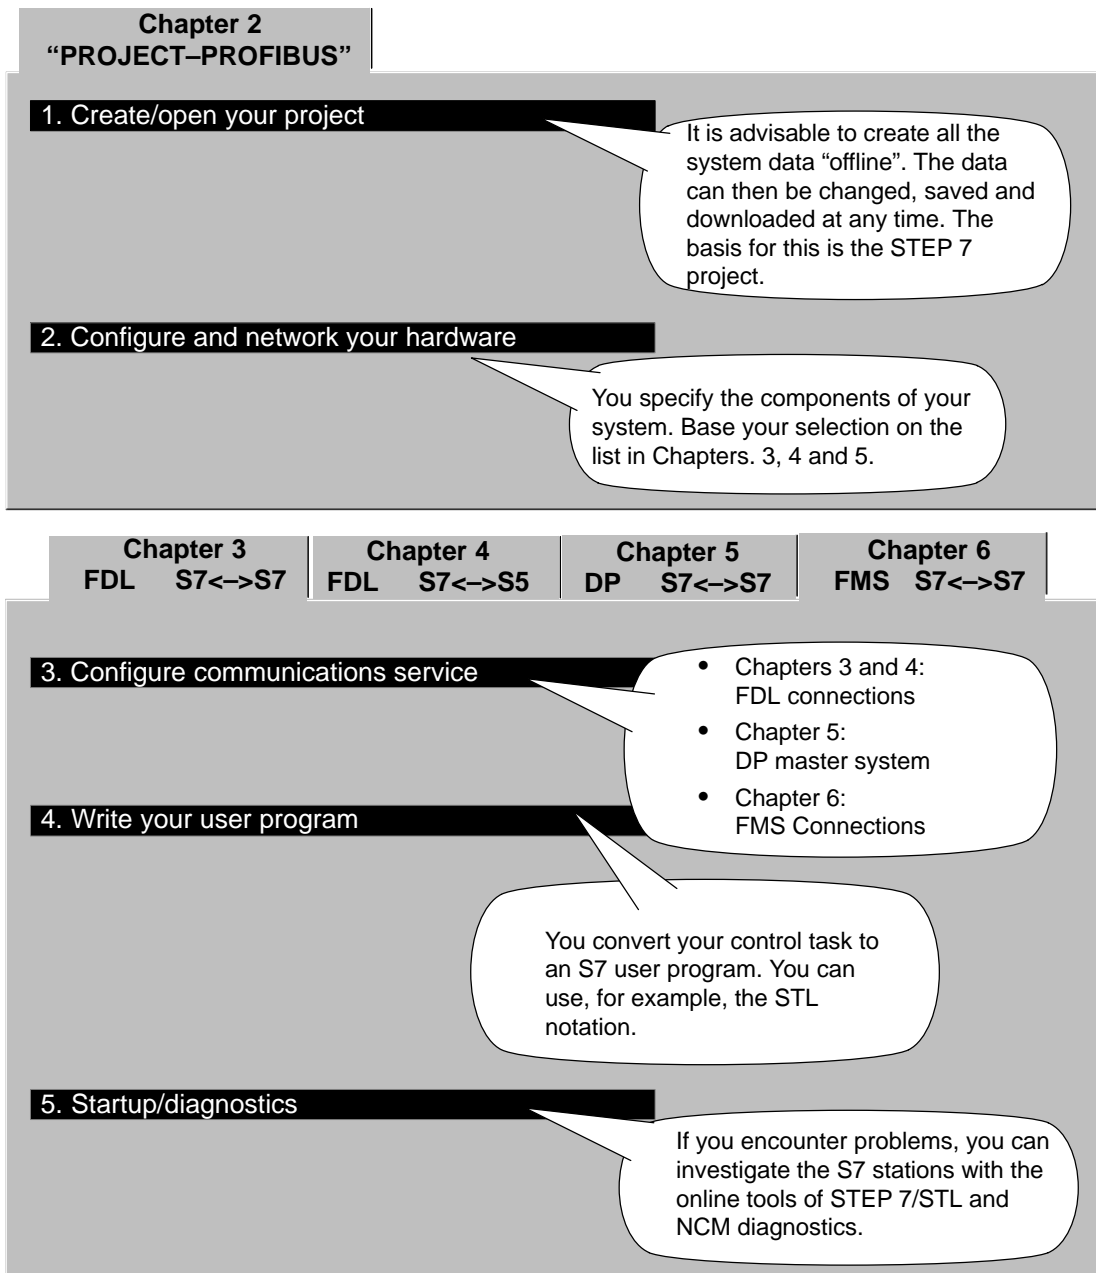 Chapter 2
“PROJECT–PROFIBUS”
1. Create/open your project
It is advisable to create all the
system data “offline”. The data
can then be changed, saved and
downloaded at any time. The
basis for this is the STEP 7
project.
2. Configure and network your hardware
You specify the components of your
system. Base your selection on the
list in Chapters. 3, 4 and 5.
Chapter 3
FDL S7<–>S7
Chapter 4
FDL S7<–>S5
Chapter 5
DP S7<–>S7
Chapter 6
FMS S7<–>S7
3. Configure communications service
• Chapters 3 and 4:
FDL connections
• Chapter 5:
DP master system
• Chapter 6:
FMS Connections
4. Write your user program
You convert your control task to
an S7 user program. You can
use, for example, the STL
notation.
5. Startup/diagnostics
If you encounter problems, you can
investigate the S7 stations with the
online tools of STEP 7/STL and
NCM diagnostics.